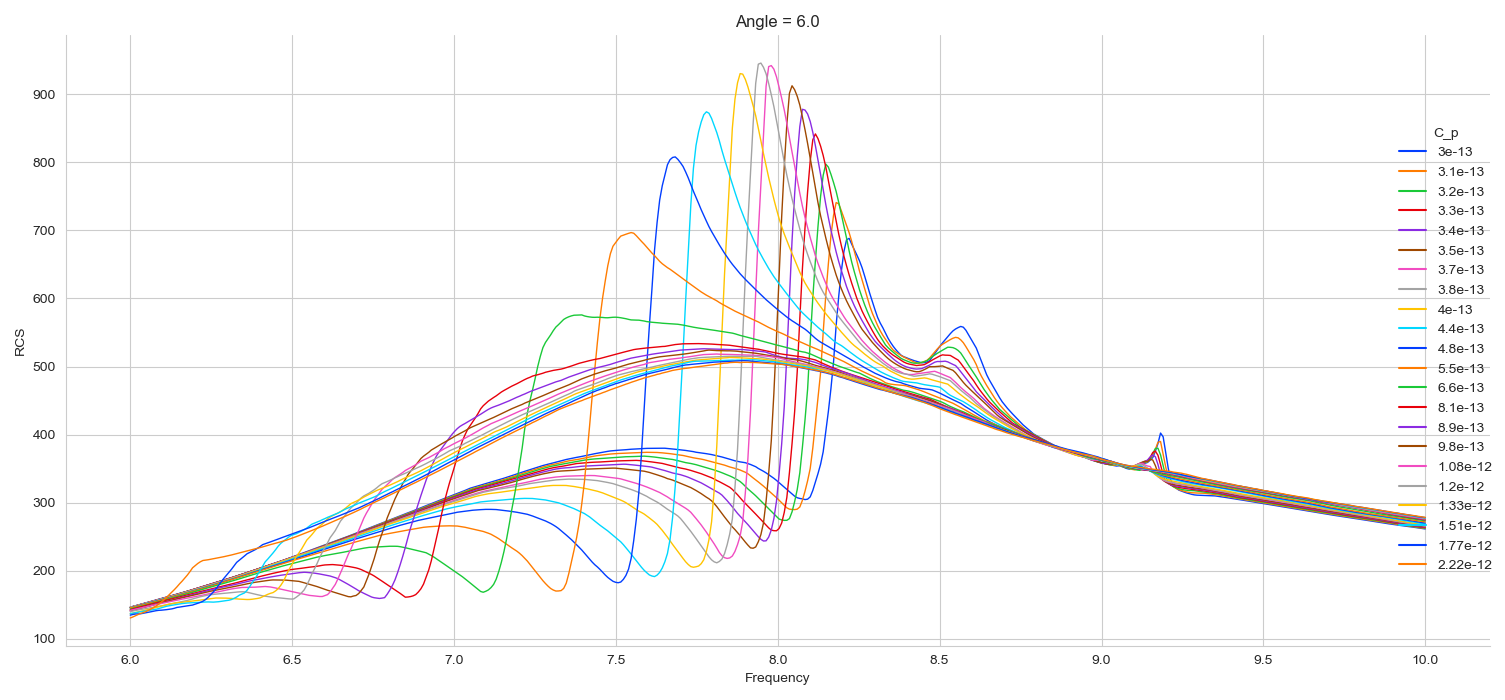 Angle = 6.0
RCS
900
800
700
600
500
400
300
200
100
6.0
6.5
7.0
7.5
8.0
8.5
9.0
9.5
10.0
Frequency
C_p
3e-13
3.1e-13
3.2e-13
3.3e-13
3.4e-13
3.5e-13
3.7e-13
3.8e-13
4e-13
4.4e-13
4.8e-13
5.5e-13
6.6e-13
8.1e-13
8.9e-13
9.8e-13
1.08e-12
1.2e-12
1.33e-12
1.51e-12
1.77e-12
2.22e-12